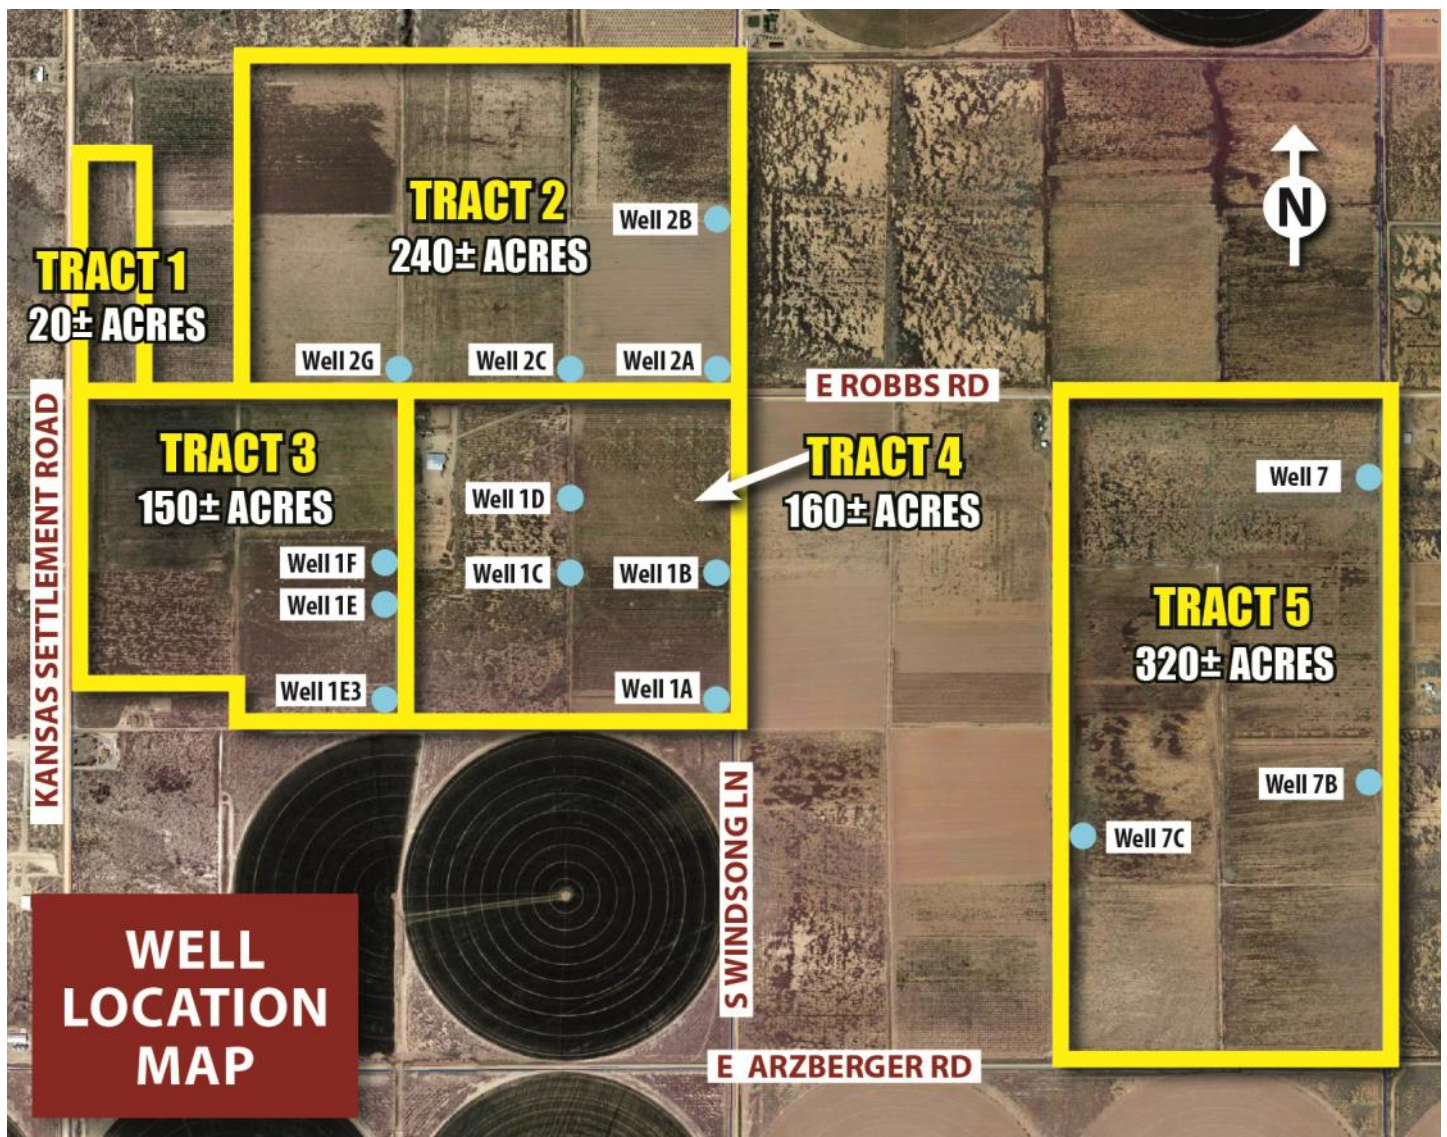 TRACT 2
240± ACRES
Well 2B
N
TRACT 1
20± ACRES
Well 2G
Well 2C
Well 2A
E ROBBS RD
KANSAS SETTLEMENT ROAD
TRACT 3
150± ACRES
Well 1D
TRACT 4
160± ACRES
Well 7
Well 1F
Well 1C
Well 1B
Well 1E
TRACT 5
320± ACRES
Well 1E3
Well 1A
Well 7B
Well 7C
S WINDSONG LN
WELL
LOCATION
MAP
E ARZBERGER RD